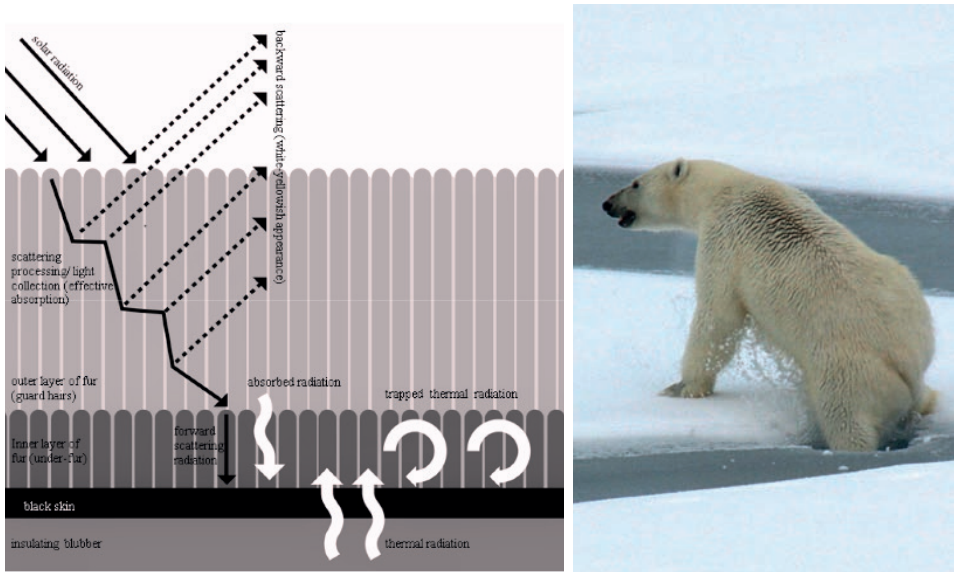 solar radiation
backward scattering (white-yellowish appearance)
scattering
processing/ light
collection (effective
absorption)
outer layer of fur
(guard hairs)
absorbed radiation
trapped thermal radiation
Inner layer of
fur (under-fur)
forward
scattering
radiation
black skin
insulating blubber
thermal radiation